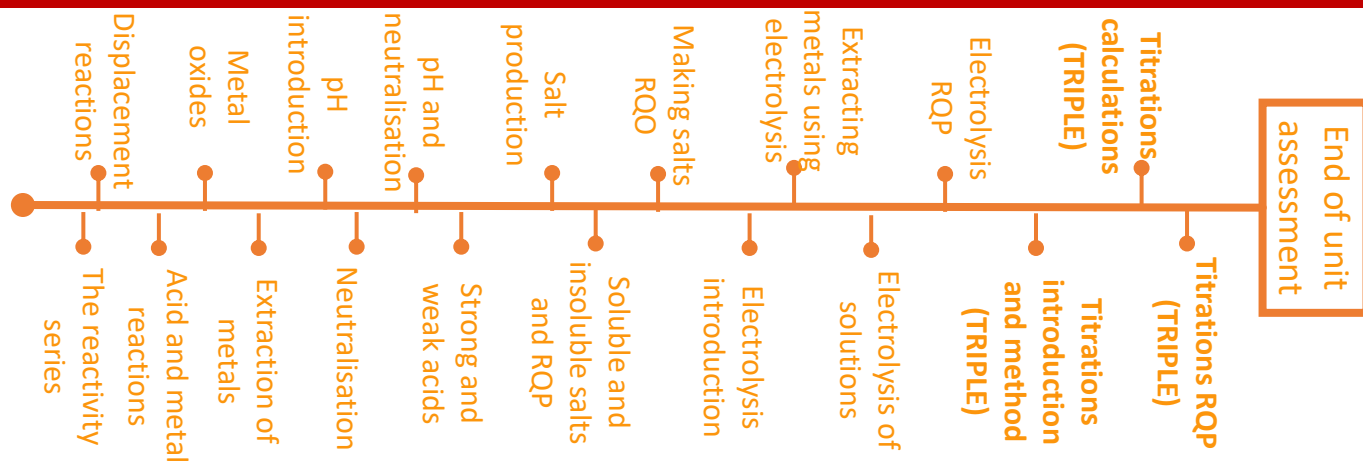 End of unit
assessment
Titrations RQP
(TRIPLE)
Titrations
calculations
(TRIPLE)
Titrations
introduction
and method
(TRIPLE)
Electrolysis
RQP
Electrolysis of
solutions
Extracting
metals using
electrolysis
Electrolysis
introduction
Making salts
RQO
Soluble and
insoluble salts
and RQP
Salt
production
Strong and
weak acids
pH and
neutralisation
Neutralisation
pH
introduction
Extraction of
metals
Metal
oxides
Acid and metal
reactions
Displacement
reactions
The reactivity
series